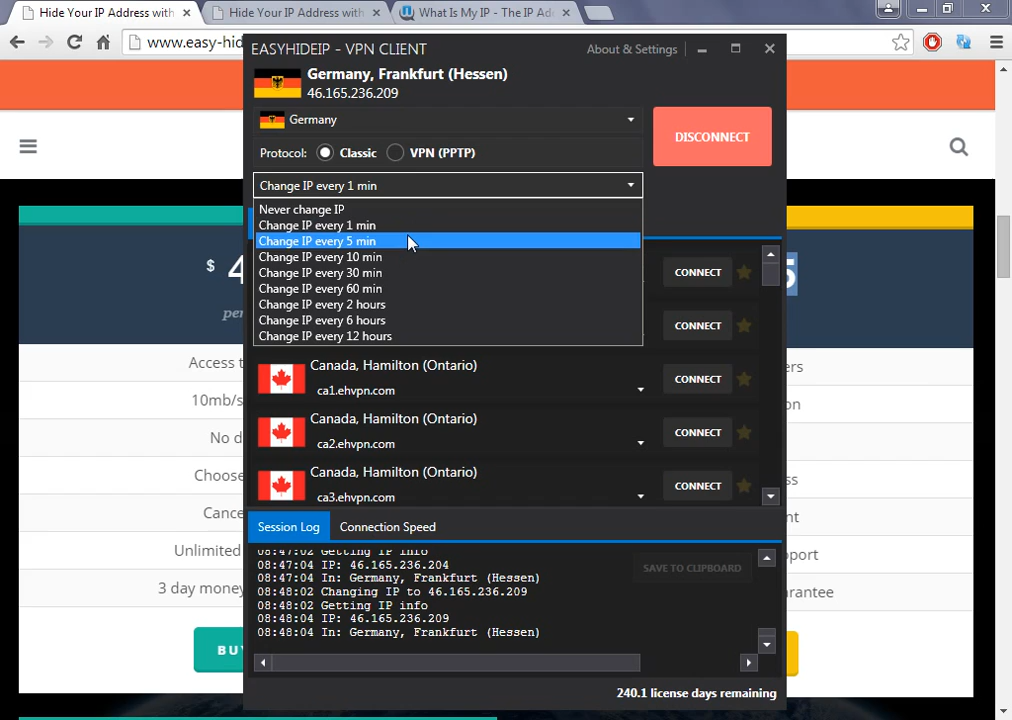 Hide Your IP Address with
Hide Your IP Address with
What Is My IP - The IP Ad
www.easy-hid
EASYHIDEIP - VPN CLIENT
About & Settings
Germany, Frankfurt (Hessen)
46.165.236.209
Germany
DISCONNECT
Protocol:
Classic
VPN (PPTP)
Change IP every 1 min
Never change IP
Change IP every 1 min
Change IP every 5 min
Change IP every 10 min
Change IP every 30 min
Change IP every 60 min
Change IP every 2 hours
Change IP every 6 hours
Change IP every 12 hours
CONNECT
CONNECT
Canada, Hamilton (Ontario)
ca1.ehvpn.com
CONNECT
Canada, Hamilton (Ontario)
ca2.ehvpn.com
CONNECT
Canada, Hamilton (Ontario)
ca3.ehvpn.com
CONNECT
Session Log
Connection Speed
08:47:02 Getting IP info
08:47:04 IP: 46.165.236.204
08:47:04 In: Germany, Frankfurt (Hessen)
08:48:02 Changing IP to 46.165.236.209
08:48:02 Getting IP info
08:48:04 IP: 46.165.236.209
08:48:04 In: Germany, Frankfurt (Hessen)
SAVE TO CLIPBOARD
240.1 license days remaining
$ 4
per
Access t
10mb/s
No d
Choose
Cance
Unlimited
3 day money
BU
5
ers
on
ss
nt
pport
arantee